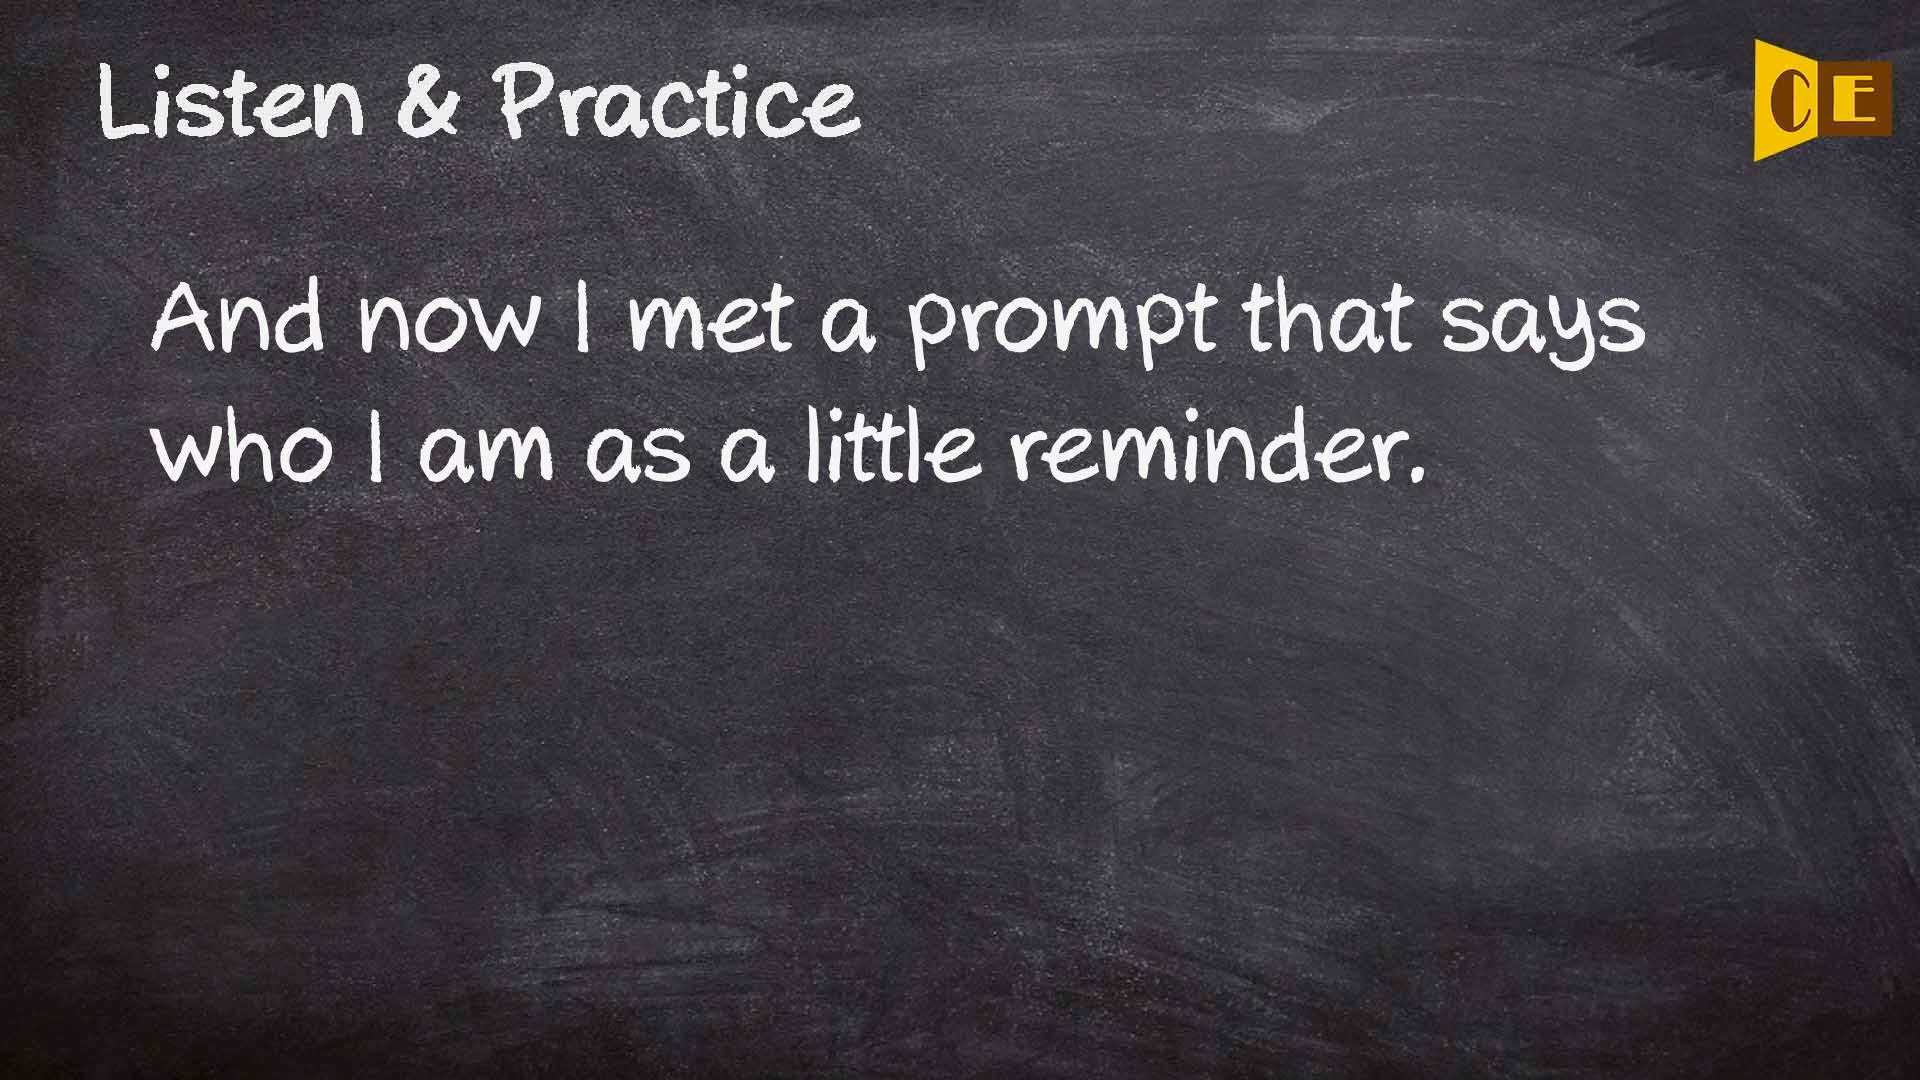 Listen & Practice
CE
And now I met a prompt that says
who I am as a little reminder.